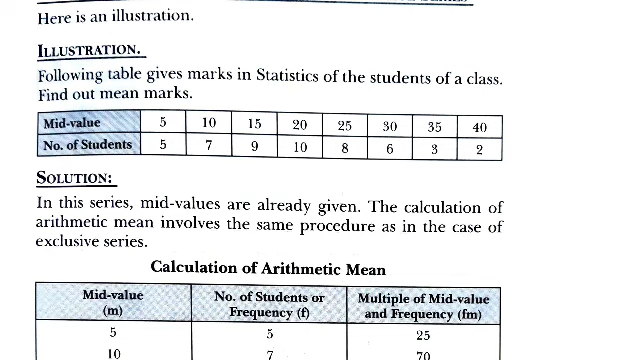 Here is an illustration.
ILLUSTRATION.
Following table gives marks in Statistics of the students of a class.
Find out mean marks.
Mid-value 5 10 15 20 25 30 35 40
No. of Students 5 7 9 10 8 6 3 2
SOLUTION:
In this series, mid-values are already given. The calculation of
arithmetic mean involves the same procedure as in the case of
exclusive series.
Calculation of Arithmetic Mean
Mid-value No. of Students or Multiple of Mid-value
(m) Frequency (f) and Frequency (fm)
5 5 25
10 7 70